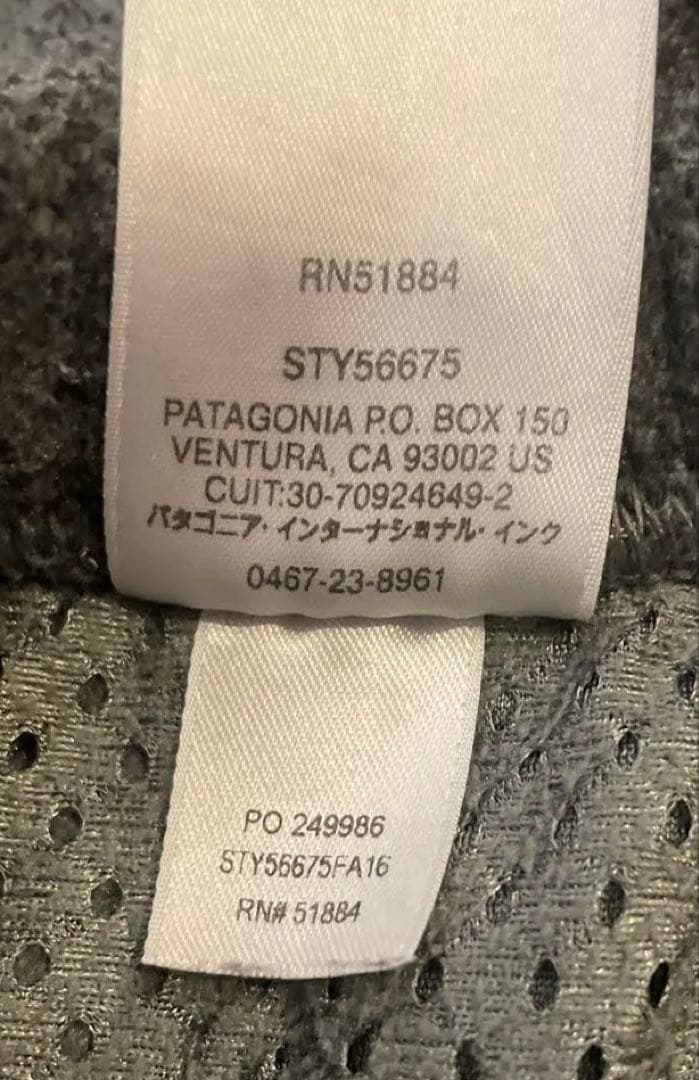 RN51884
STY56675
PATAGONIA P.O. BOX 150
VENTURA, CA 93002 US
CUIT:30-70924649-2
パタゴニア・インターナショナル・インク
0467-23-8961
PO 249986
STY56675FA16
RN# 51884